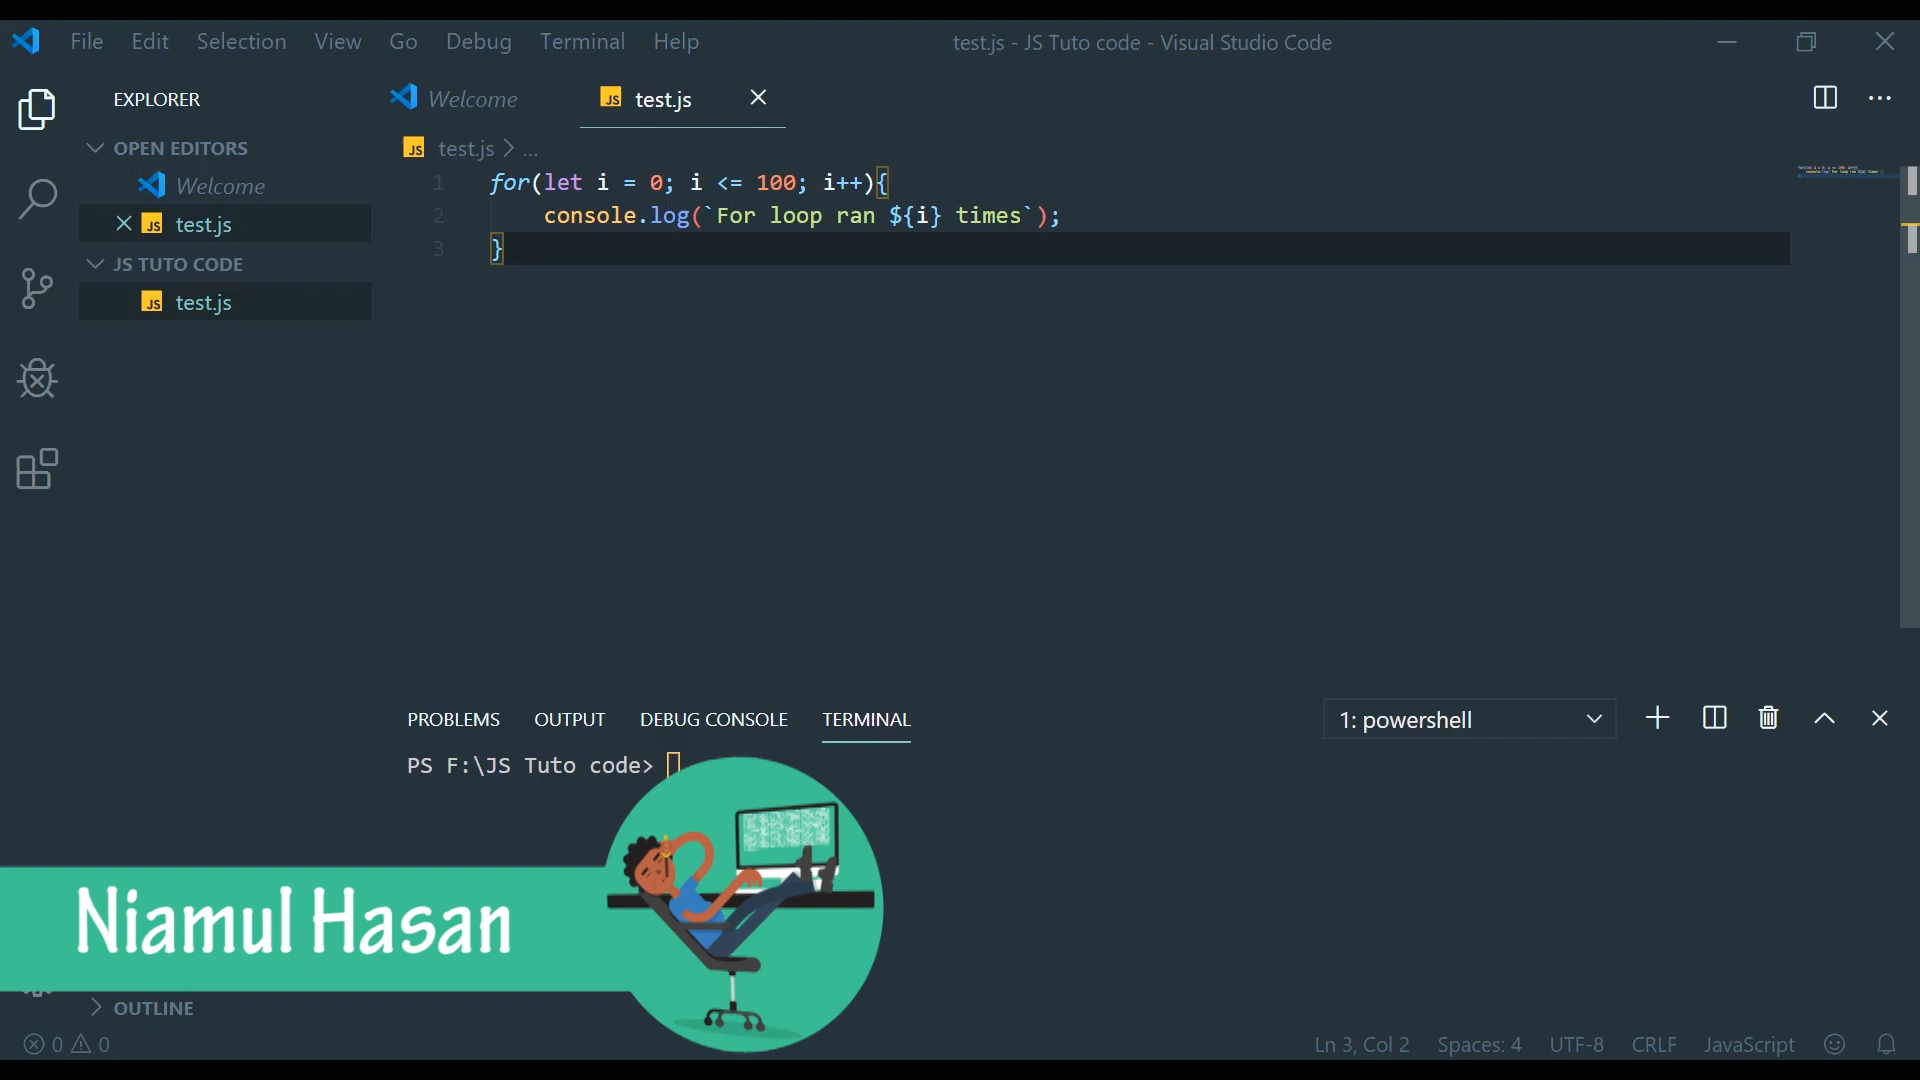 File Edit Selection View Go Debug Terminal Help
test.js - JS Tuto code - Visual Studio Code
EXPLORER
OPEN EDITORS
Welcome
test.js
JS TUTO CODE
test.js
Welcome
test.js
test.js > ...
1 for(let i = 0; i <= 100; i++){
2 console.log(`For loop ran ${i} times`);
3 }
PROBLEMS OUTPUT DEBUG CONSOLE TERMINAL
1: powershell
PS F:\JS Tuto code>
Niamul Hasan
OUTLINE
0 0
Ln 3, Col 2 Spaces: 4 UTF-8 CRLF JavaScript